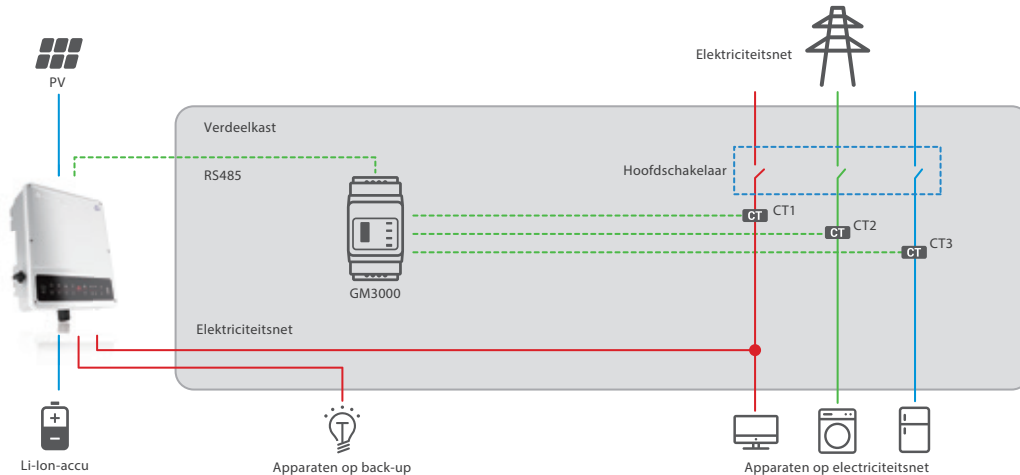 Elektriciteitsnet
PV
Verdeelkast
RS485
Hoofdschakelaar
CT CT1
CT CT2
CT CT3
GM3000
Elektriciteitsnet
Li-Ion-accu
Apparaten op back-up
Apparaten op electriciteitsnet